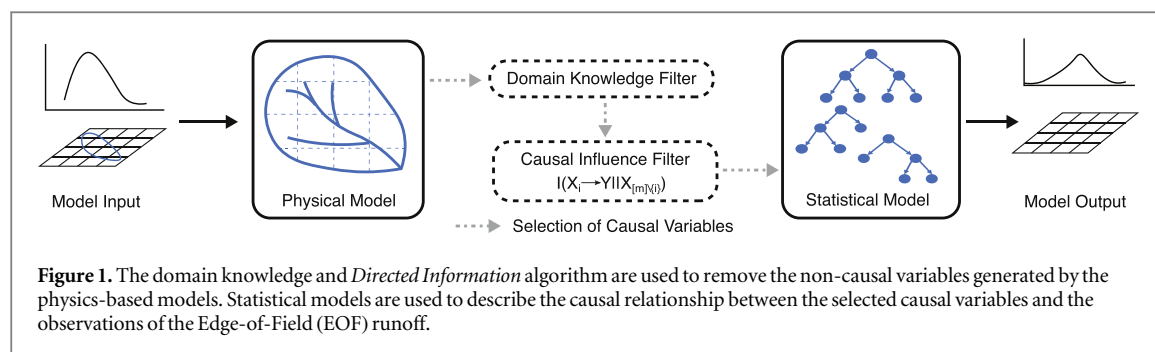 Model Input
Physical Model
Domain Knowledge Filter
Causal Influence Filter
I(Xi→Y||X[m]\{i})
Selection of Causal Variables
Statistical Model
Model Output
Figure 1. The domain knowledge and Directed Information algorithm are used to remove the non-causal variables generated by the
physics-based models. Statistical models are used to describe the causal relationship between the selected causal variables and the
observations of the Edge-of-Field (EOF) runoff.